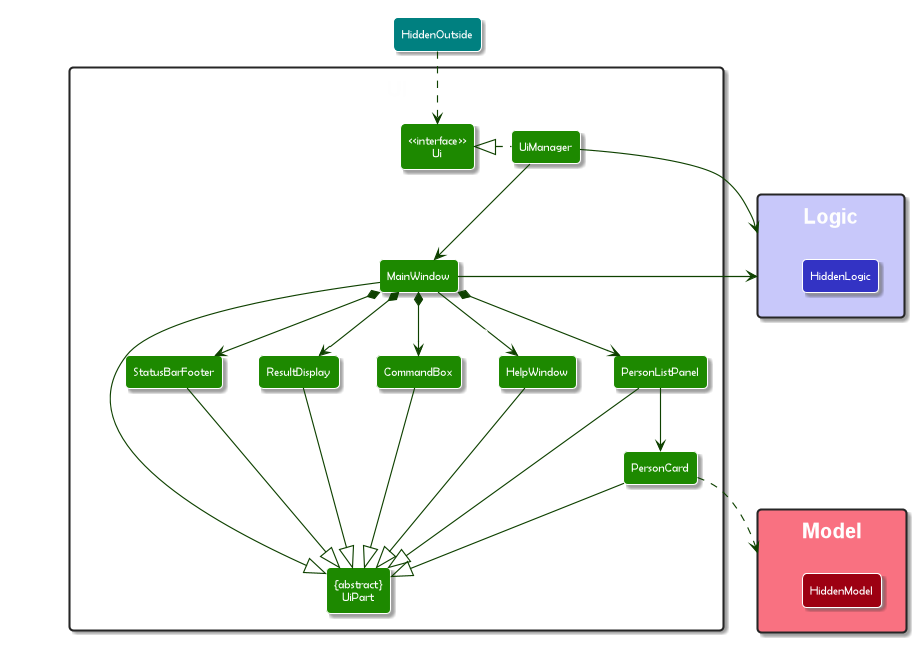 HiddenOutside
<<interface>>
Ui
UiManager
Logic
HiddenLogic
MainWindow
StatusBarFooter
ResultDisplay
CommandBox
HelpWindow
PersonListPanel
PersonCard
Model
HiddenModel
{abstract}
UiPart